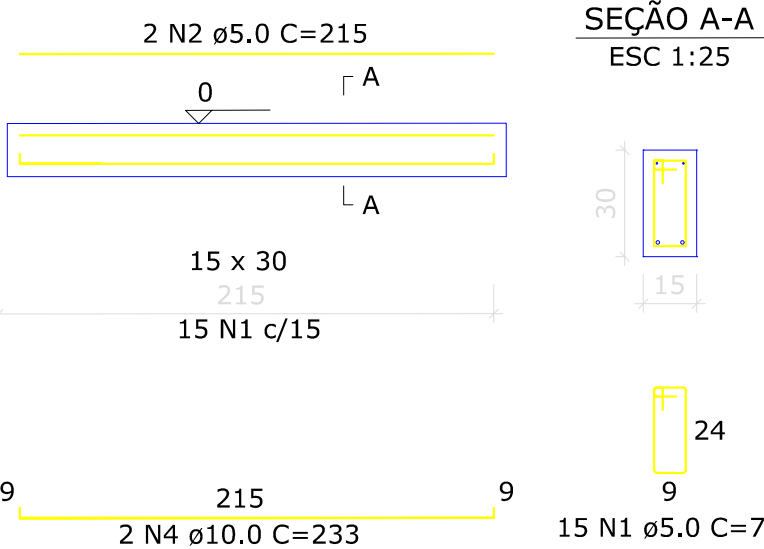 2 N2 ø5.0 C=215
SEÇÃO A-A
ESC 1:25
A
0
A
30
15 x 30
215
15
15 N1 c/15
24
9
215
9
9
2 N4 ø10.0 C=233
15 N1 ø5.0 C=7